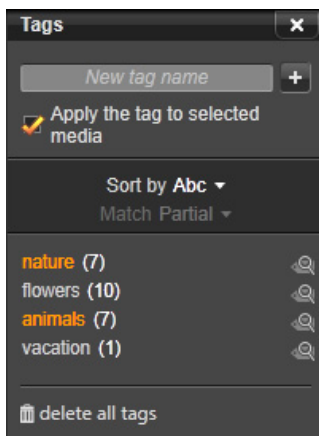 Tags
New tag name
Apply the tag to selected
media
Sort by Abc
Match Partial
nature (7)
flowers (10)
animals (7)
vacation (1)
delete all tags